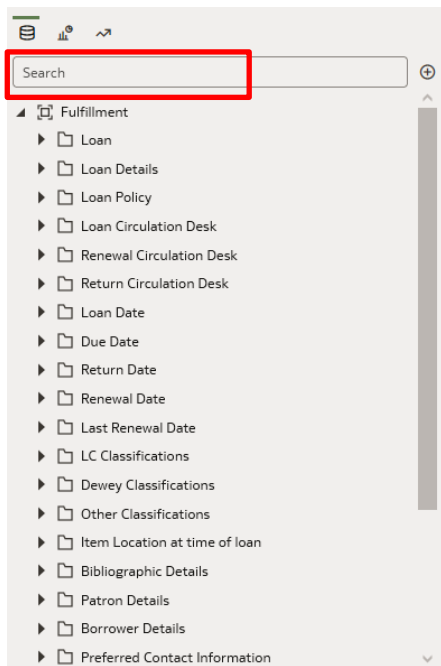 Search
Fulfillment
Loan
Loan Details
Loan Policy
Loan Circulation Desk
Renewal Circulation Desk
Return Circulation Desk
Loan Date
Due Date
Return Date
Renewal Date
Last Renewal Date
LC Classifications
Dewey Classifications
Other Classifications
Item Location at time of loan
Bibliographic Details
Patron Details
Borrower Details
Preferred Contact Information